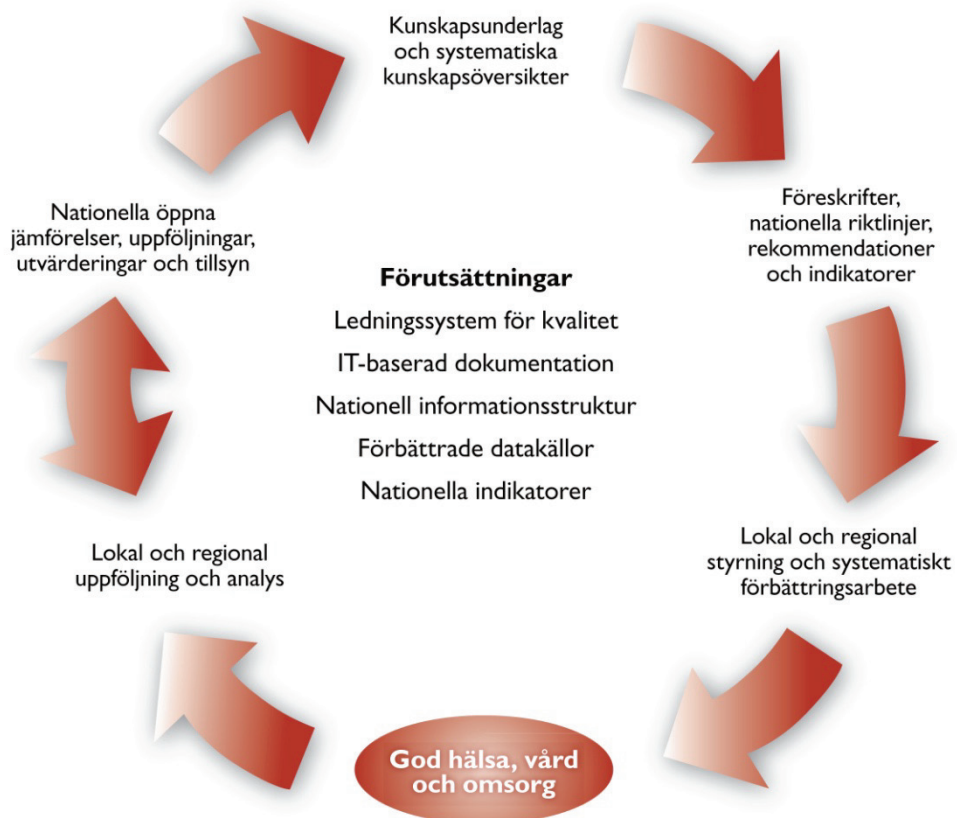 Kunskapsunderlag
och systematiska
kunskapsöversikter
Föreskrifter,
nationella riktlinjer,
rekommendationer
och indikatorer
Lokal och regional
styrning och systematiskt
förbättringsarbete
God hälsa, vård
och omsorg
Lokal och regional
uppföljning och analys
Nationella öppna
jämförelser, uppföljningar,
utvärderingar och tillsyn
Förutsättningar
Ledningssystem för kvalitet
IT-baserad dokumentation
Nationell informationsstruktur
Förbättrade datakällor
Nationella indikatorer